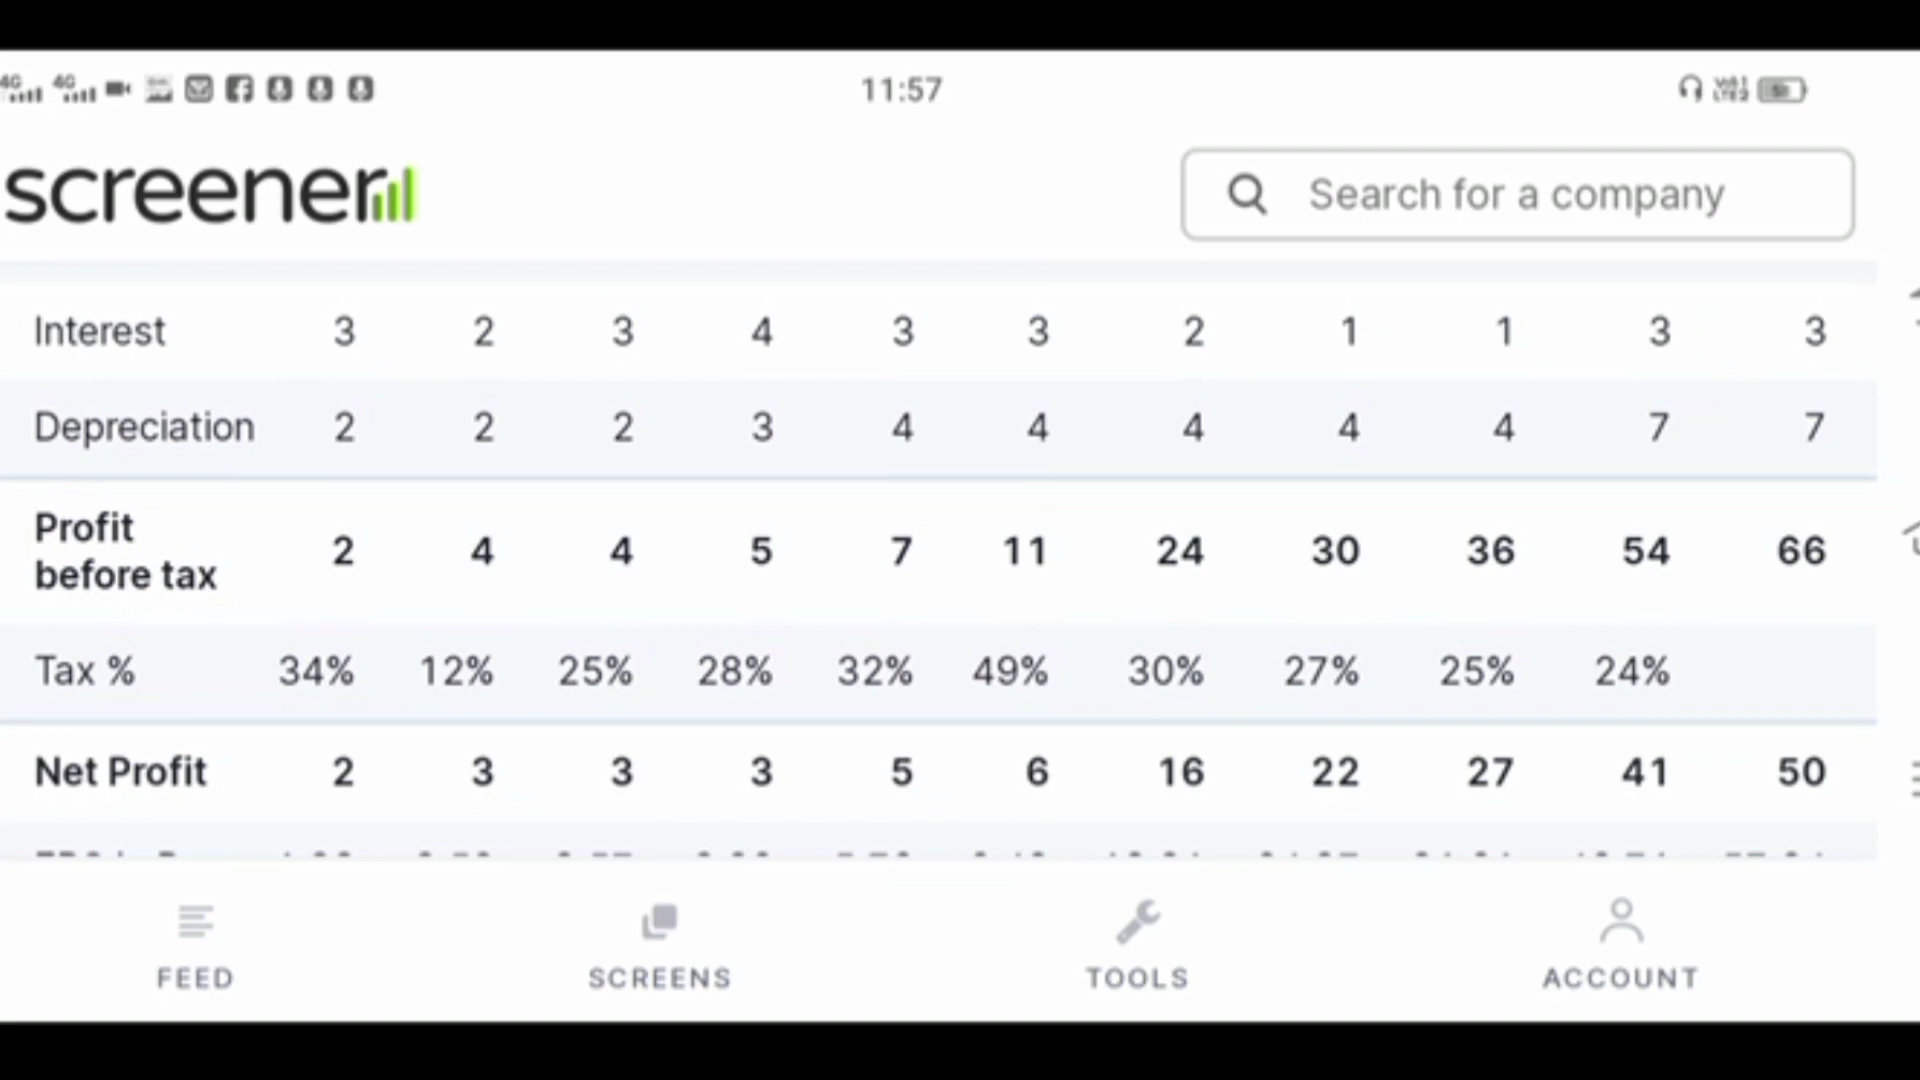 4G 4G 11:57
screener Search for a company
Interest 3 2 3 4 3 3 2 1 1 3 3
Depreciation 2 2 2 3 4 4 4 4 4 7 7
Profit
before tax 2 4 4 5 7 11 24 30 36 54 66
Tax % 34% 12% 25% 28% 32% 49% 30% 27% 25% 24%
Net Profit 2 3 3 3 5 6 16 22 27 41 50
FEED SCREENS TOOLS ACCOUNT